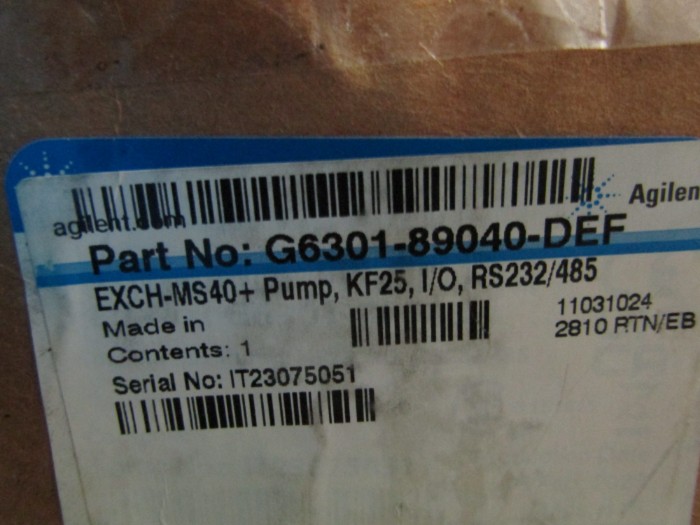 Agilen
agilent.com
Part No: G6301-89040-DEF
EXCH-MS40+ Pump, KF25, I/O, RS232/485
Made in
Contents: 1
11031024
2810 RTN/EB
Serial No: IT23075051